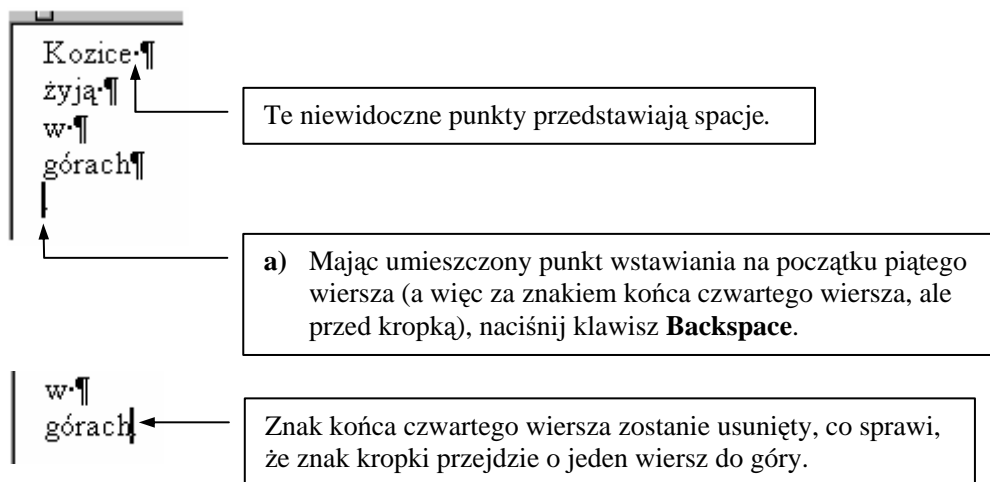 Kozice·¶
żyją·¶
w·¶
górach¶
.
Te niewidoczne punkty przedstawiają spacje.
a) Mając umieszczony punkt wstawiania na początku piątego
wiersza (a więc za znakiem końca czwartego wiersza, ale
przed kropką), naciśnij klawisz Backspace.
w·¶
górach.
Znak końca czwartego wiersza zostanie usunięty, co sprawi,
że znak kropki przejdzie o jeden wiersz do góry.